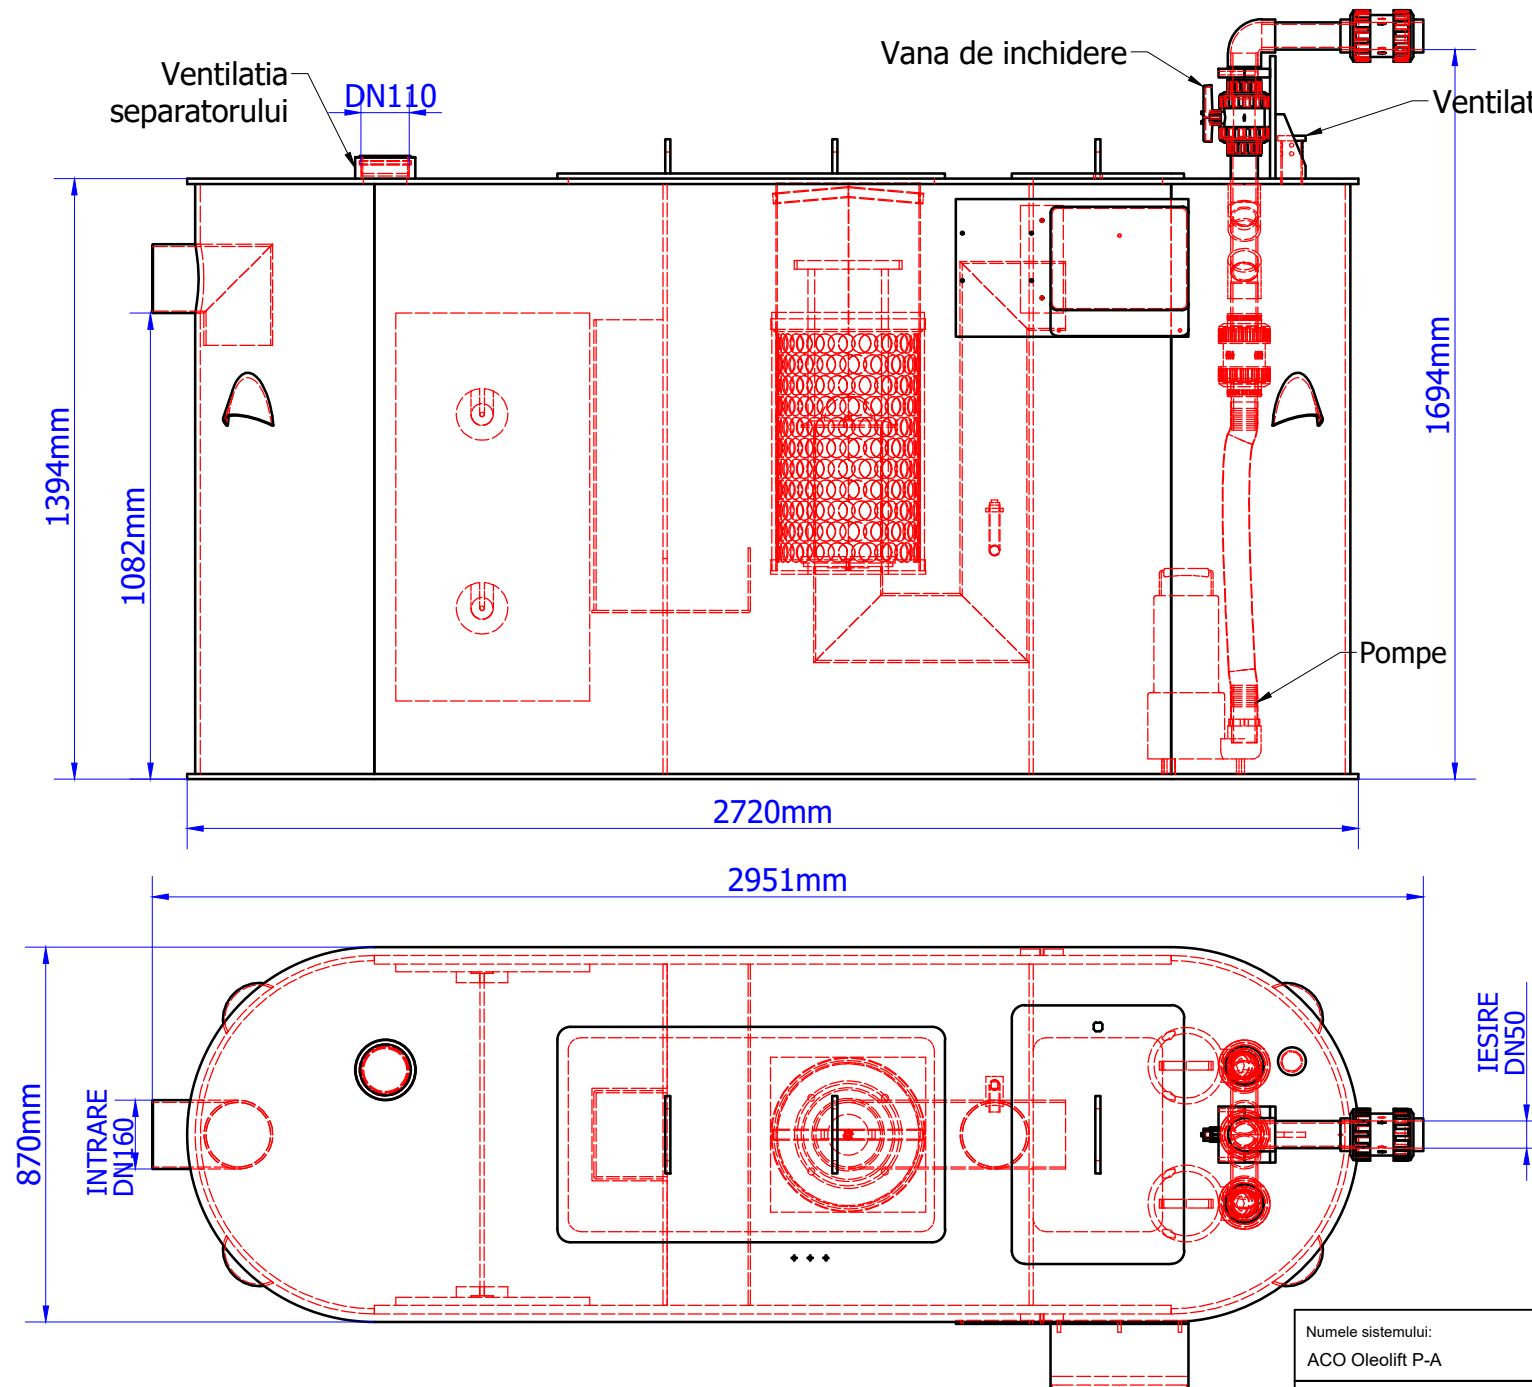 Ventilatia
separatorului
DN110
Vana de inchidere
Ventilat
1394mm
1082mm
1694mm
Pompe
2720mm
2951mm
870mm
INTRARE
DN160
IESIRE
DN50
Numele sistemului:
ACO Oleolift P-A